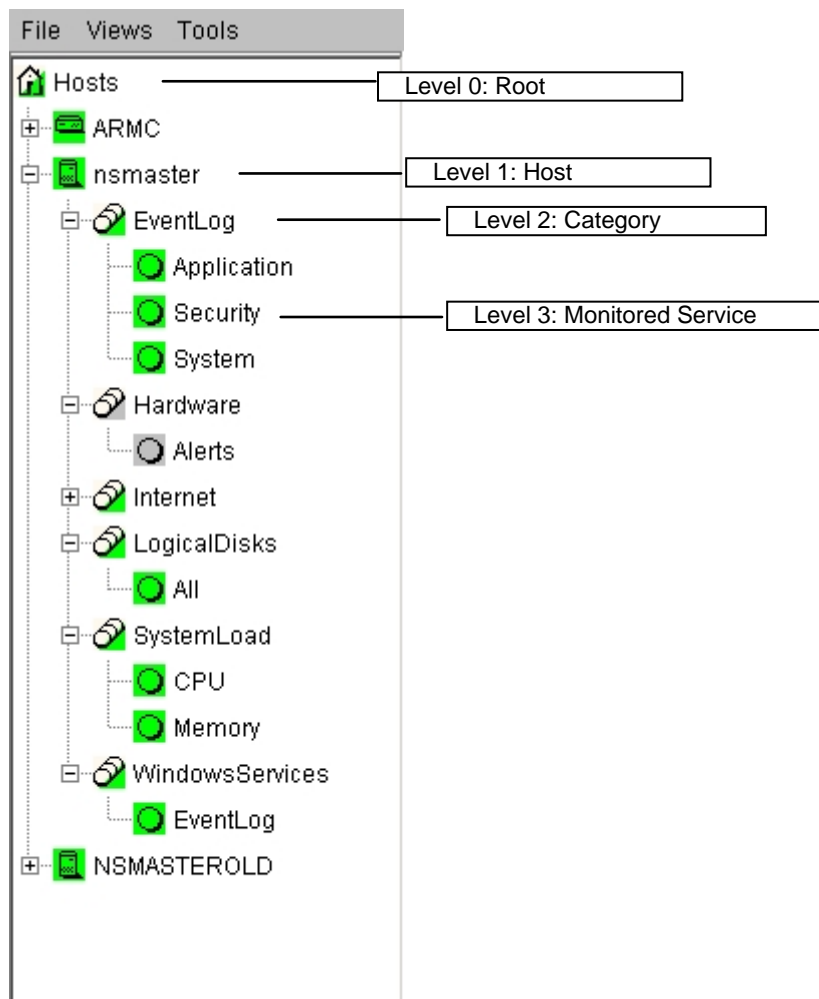 File Views Tools
Hosts
Level 0: Root
ARMC
nsmaster
Level 1: Host
EventLog
Level 2: Category
Application
Security
Level 3: Monitored Service
System
Hardware
Alerts
Internet
LogicalDisks
All
SystemLoad
CPU
Memory
WindowsServices
EventLog
NSMASTEROLD